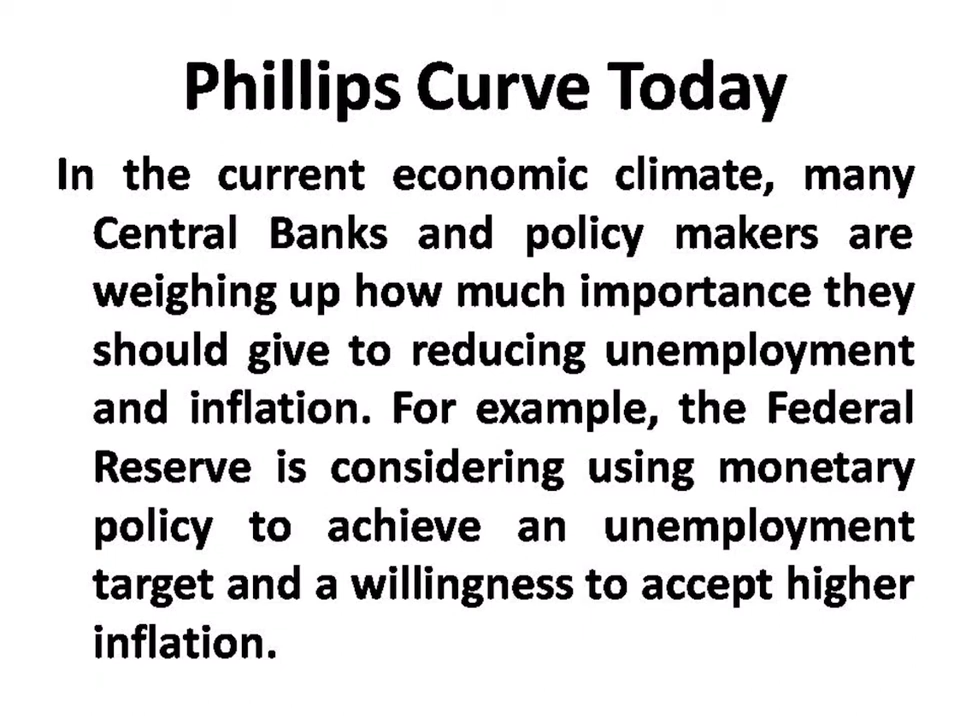 Phillips Curve Today
In the current economic climate, many
Central Banks and policy makers are
weighing up how much importance they
should give to reducing unemployment
and inflation. For example, the Federal
Reserve is considering using monetary
policy to achieve an unemployment
target and a willingness to accept higher
inflation.